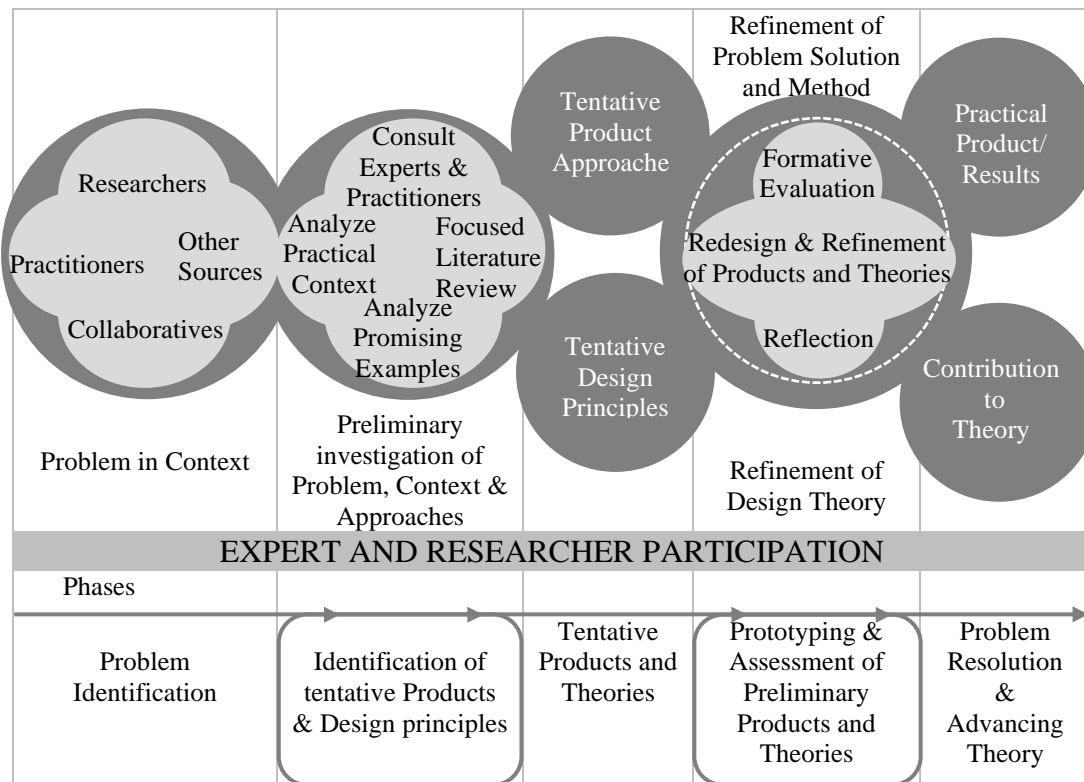 Researchers
Practitioners
Other
Sources
Collaboratives
Problem in Context
Consult
Experts &
Practitioners
Analyze
Practical
Context
Focused
Literature
Review
Analyze
Promising
Examples
Preliminary
investigation of
Problem, Context &
Approaches
Tentative
Product
Approache
Tentative
Design
Principles
Refinement of
Problem Solution
and Method
Formative
Evaluation
Redesign & Refinement
of Products and Theories
Reflection
Refinement of
Design Theory
Practical
Product/
Results
Contribution
to
Theory
EXPERT AND RESEARCHER PARTICIPATION
Phases
Problem
Identification
Identification of
tentative Products
& Design principles
Tentative
Products and
Theories
Prototyping &
Assessment of
Preliminary
Products and
Theories
Problem
Resolution
&
Advancing
Theory